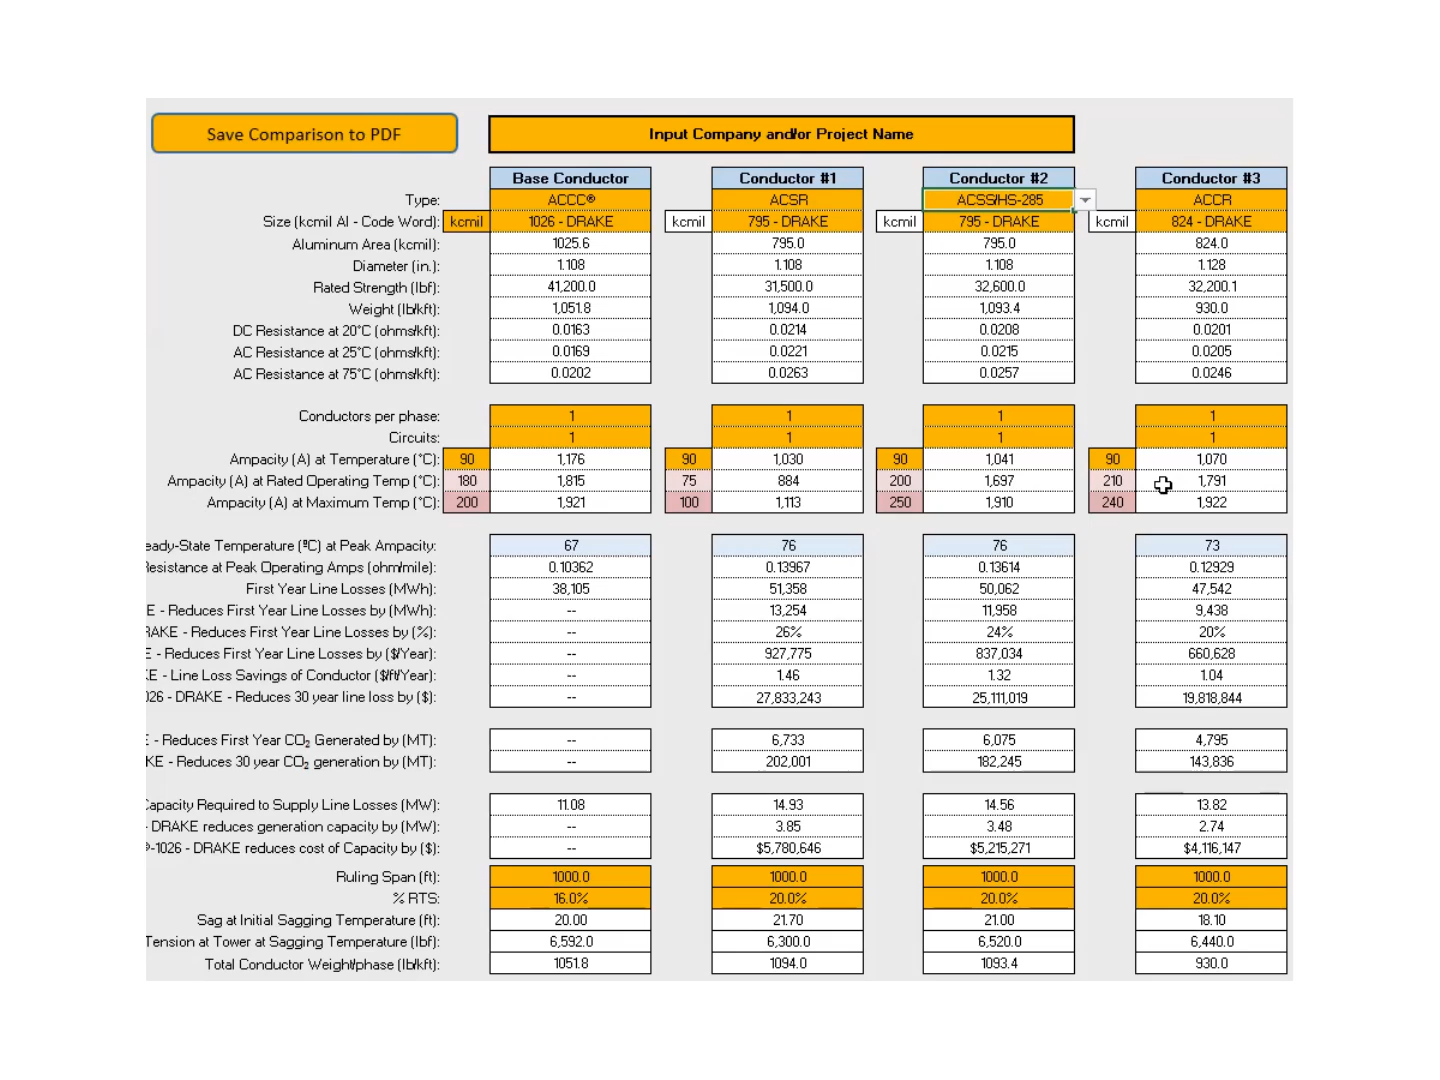 Save Comparison to PDF
Input Company and/or Project Name
Base Conductor Conductor #1 Conductor #2 Conductor #3
Type: ACCC® ACSR ACSS/HS-285 ACCR
Size (kcmil Al - Code Word): kcmil 1026 - DRAKE kcmil 795 - DRAKE kcmil 795 - DRAKE kcmil 824 - DRAKE
Aluminum Area (kcmil): 1025.6 795.0 795.0 824.0
Diameter (in.): 1.108 1.108 1.108 1.128
Rated Strength (lbf): 41,200.0 31,500.0 32,600.0 32,200.1
Weight (lb/kft): 1,051.8 1,094.0 1,093.4 930.0
DC Resistance at 20°C (ohms/kft): 0.0163 0.0214 0.0208 0.0201
AC Resistance at 25°C (ohms/kft): 0.0169 0.0221 0.0215 0.0205
AC Resistance at 75°C (ohms/kft): 0.0202 0.0263 0.0257 0.0246
Conductors per phase: 1 1 1 1
Circuits: 1 1 1 1
Ampacity (A) at Temperature (°C): 90 1,176 90 1,030 90 1,041 90 1,070
Ampacity (A) at Rated Operating Temp (°C): 180 1,815 75 884 200 1,697 210 1,791
Ampacity (A) at Maximum Temp (°C): 200 1,921 100 1,113 250 1,910 240 1,922
eady-State Temperature (ºC) at Peak Ampacity: 67 76 76 73
Resistance at Peak Operating Amps (ohm/mile): 0.10362 0.13967 0.13614 0.12929
First Year Line Losses (MWh): 38,105 51,358 50,062 47,542
E - Reduces First Year Line Losses by (MWh): -- 13,254 11,958 9,438
RAKE - Reduces First Year Line Losses by (%): -- 26% 24% 20%
E - Reduces First Year Line Losses by ($/Year): -- 927,775 837,034 660,628
KE - Line Loss Savings of Conductor ($/ft/Year): -- 1.46 1.32 1.04
026 - DRAKE - Reduces 30 year line loss by ($): -- 27,833,243 25,111,019 19,818,844
E - Reduces First Year CO₂ Generated by (MT): -- 6,733 6,075 4,795
KE - Reduces 30 year CO₂ generation by (MT): -- 202,001 182,245 143,836
Capacity Required to Supply Line Losses (MW): 11.08 14.93 14.56 13.82
- DRAKE reduces generation capacity by (MW): -- 3.85 3.48 2.74
®-1026 - DRAKE reduces cost of Capacity by ($): -- $5,780,646 $5,215,271 $4,116,147
Ruling Span (ft): 1000.0 1000.0 1000.0 1000.0
% RTS: 16.0% 20.0% 20.0% 20.0%
Sag at Initial Sagging Temperature (ft): 20.00 21.70 21.00 18.10
Tension at Tower at Sagging Temperature (lbf): 6,592.0 6,300.0 6,520.0 6,440.0
Total Conductor Weight/phase (lb/kft): 1051.8 1094.0 1093.4 930.0